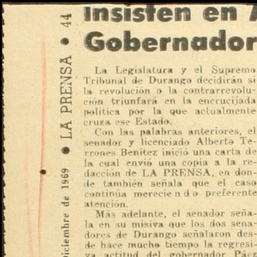 Insisten en
Gobernador
La Legislatura y el Supremo
Tribunal de Durango decidirán si
la revolución o la contrarrevolu-
ción triunfará en la encrucijada
política por la que actualmente
cruza ese Estado.
Con las palabras anteriores, el
senador y licenciado Alberto Te-
rrones Benítez inició una carta de
la cual envió una copia a la re-
dacción de LA PRENSA, en don-
de también señala que el caso
continúa mereciendo preferente
atención.
Más adelante, el senador seña-
la en su misiva que los dos sena-
dores de Durango señalaron des-
de hace mucho tiempo la regresi-
va actitud del gobernador Páez
diciembre de 1969 • LA PRENSA • 44